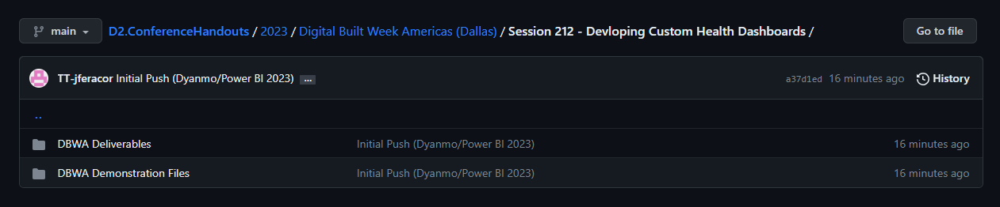 main D2.ConferenceHandouts / 2023 / Digital Built Week Americas (Dallas) / Session 212 - Devloping Custom Health Dashboards / Go to file
TT-jferacor Initial Push (Dyanmo/Power BI 2023) ... a37d1ed 16 minutes ago History
..
DBWA Deliverables Initial Push (Dyanmo/Power BI 2023) 16 minutes ago
DBWA Demonstration Files Initial Push (Dyanmo/Power BI 2023) 16 minutes ago